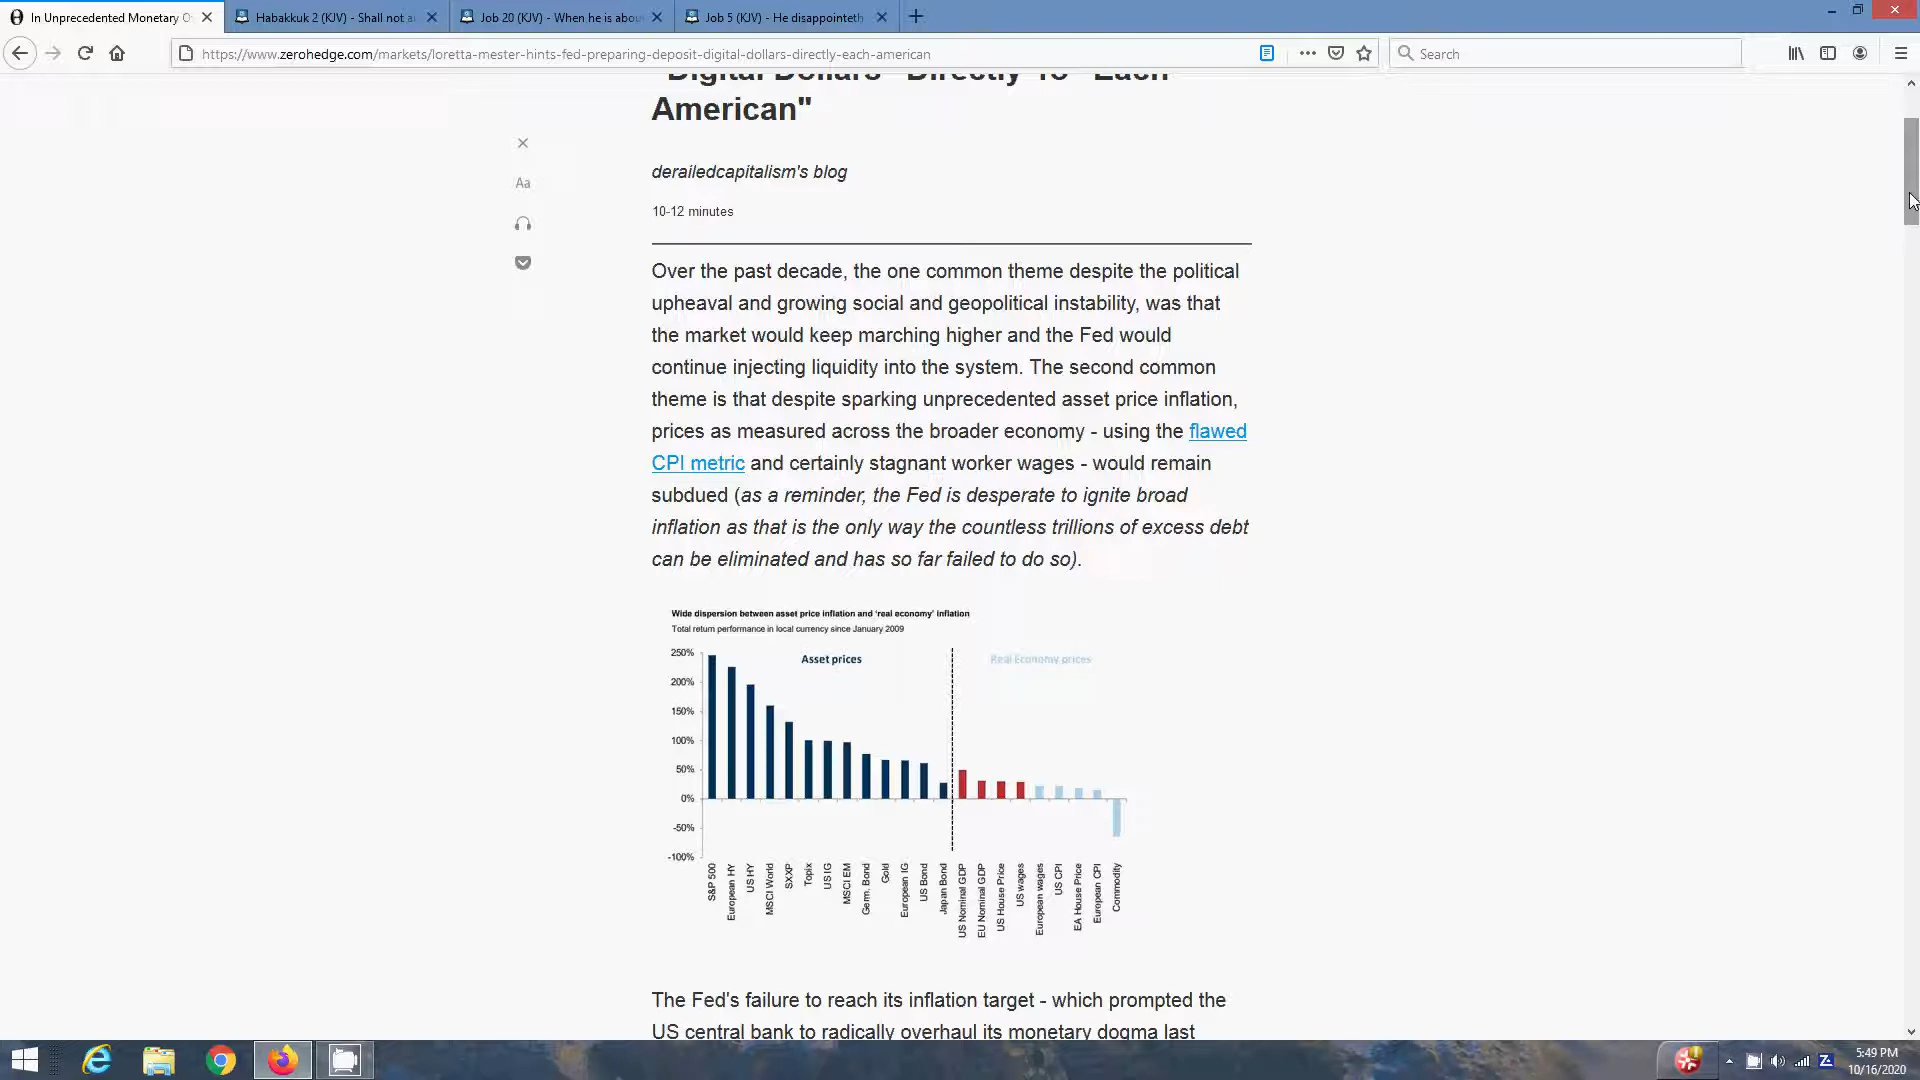 In Unprecedented Monetary O
Habakkuk 2 (KJV) - Shall not a
Job 20 (KJV) - When he is abou
Job 5 (KJV) - He disappointeth
https://www.zerohedge.com/markets/loretta-mester-hints-fed-preparing-deposit-digital-dollars-directly-each-american
Search
"Digital Dollars" Directly To "Each
American"
derailedcapitalism's blog
Aa
10-12 minutes
Over the past decade, the one common theme despite the political
upheaval and growing social and geopolitical instability, was that
the market would keep marching higher and the Fed would
continue injecting liquidity into the system. The second common
theme is that despite sparking unprecedented asset price inflation,
prices as measured across the broader economy - using the flawed
CPI metric and certainly stagnant worker wages - would remain
subdued (as a reminder, the Fed is desperate to ignite broad
inflation as that is the only way the countless trillions of excess debt
can be eliminated and has so far failed to do so).
Wide dispersion between asset price inflation and 'real economy' inflation
Total return performance in local currency since January 2009
Asset prices
Real Economy prices
250%
200%
150%
100%
50%
0%
-50%
-100%
S&P 500
European HY
US HY
MSCI World
SXXP
Topix
US IG
MSCI EM
Germ. Bond
Gold
European IG
US Bond
Japan Bond
US Nominal GDP
EU Nominal GDP
US House Price
US wages
European wages
US CPI
EA House Price
European CPI
Commodity
The Fed's failure to reach its inflation target - which prompted the
US central bank to radically overhaul its monetary dogma last
5:49 PM
10/16/2020